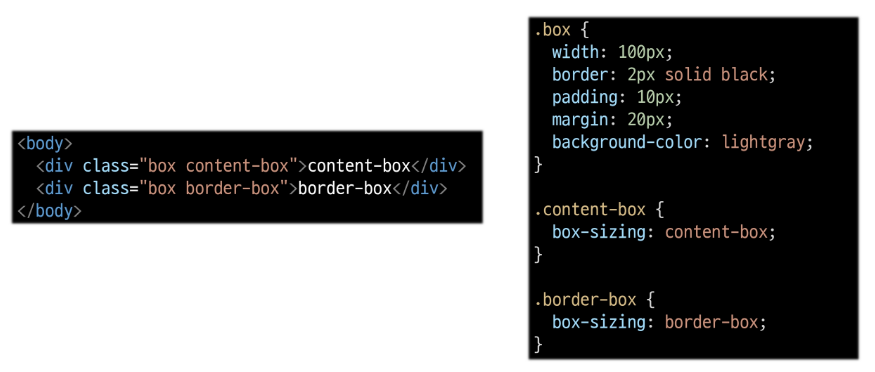 <body>
  <div class="box content-box">content-box</div>
  <div class="box border-box">border-box</div>
</body>
.box {
  width: 100px;
  border: 2px solid black;
  padding: 10px;
  margin: 20px;
  background-color: lightgray;
}

.content-box {
  box-sizing: content-box;
}

.border-box {
  box-sizing: border-box;
}